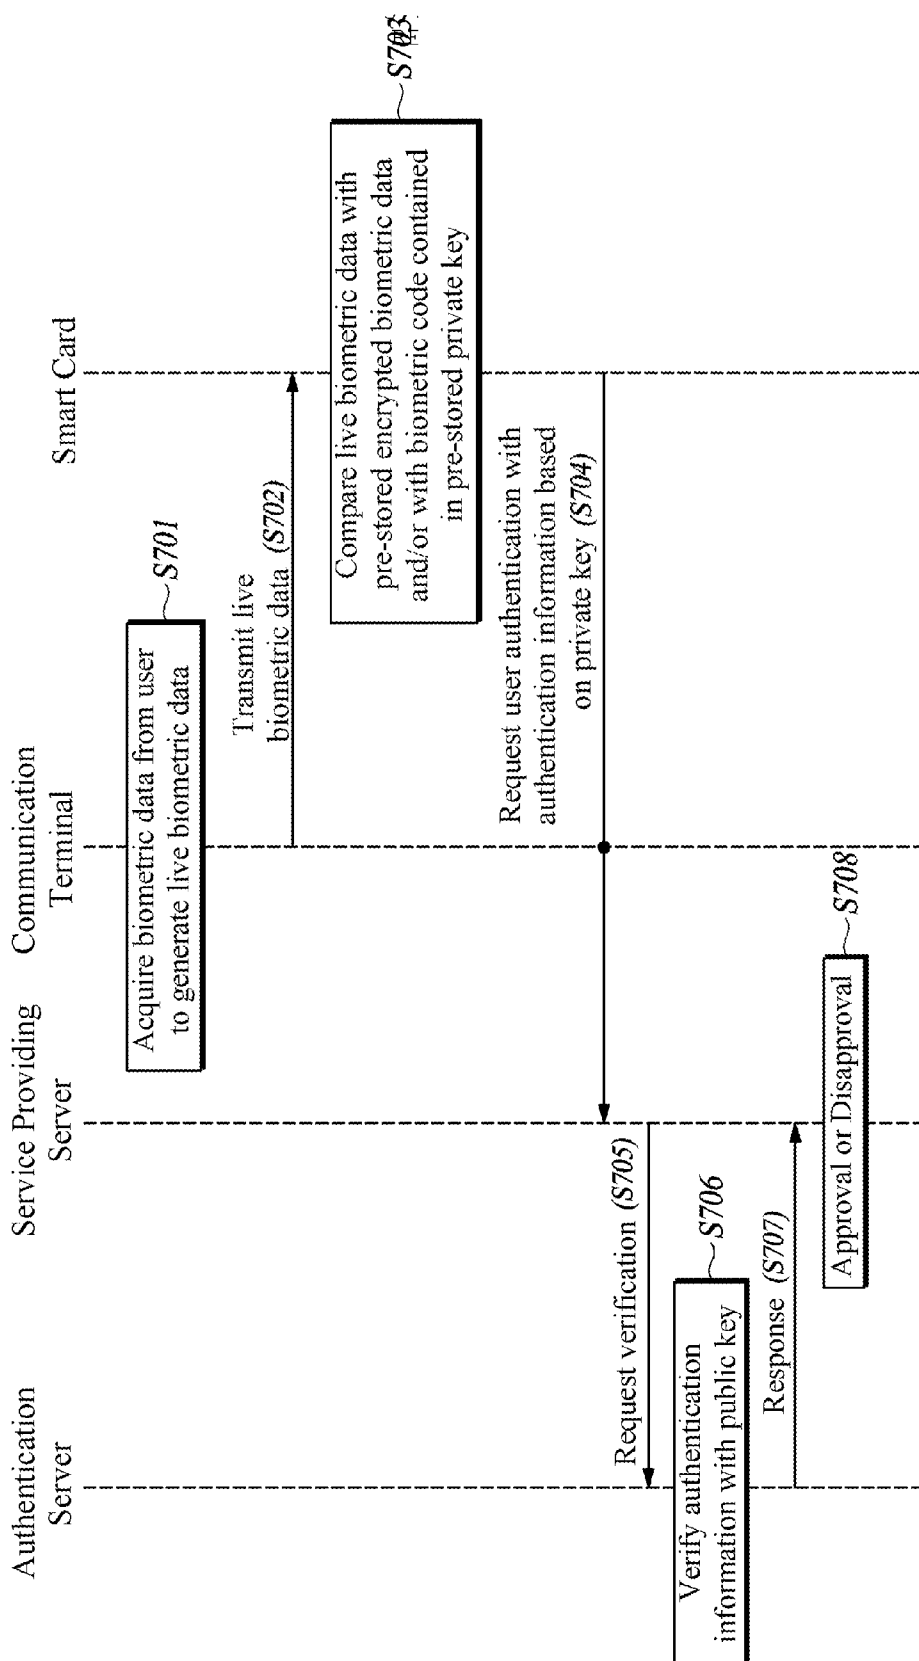 Authentication
Server
Service Providing
Server
Communication
Terminal
Smart Card
S701
Acquire biometric data from user
to generate live biometric data
Transmit live
biometric data (S702)
S703
Compare live biometric data with
pre-stored encrypted biometric data
and/or with biometric code contained
in pre-stored private key
Request user authentication with
authentication information based
on private key (S704)
Request verification (S705)
S706
Verify authentication
information with public key
Response (S707)
S708
Approval or Disapproval